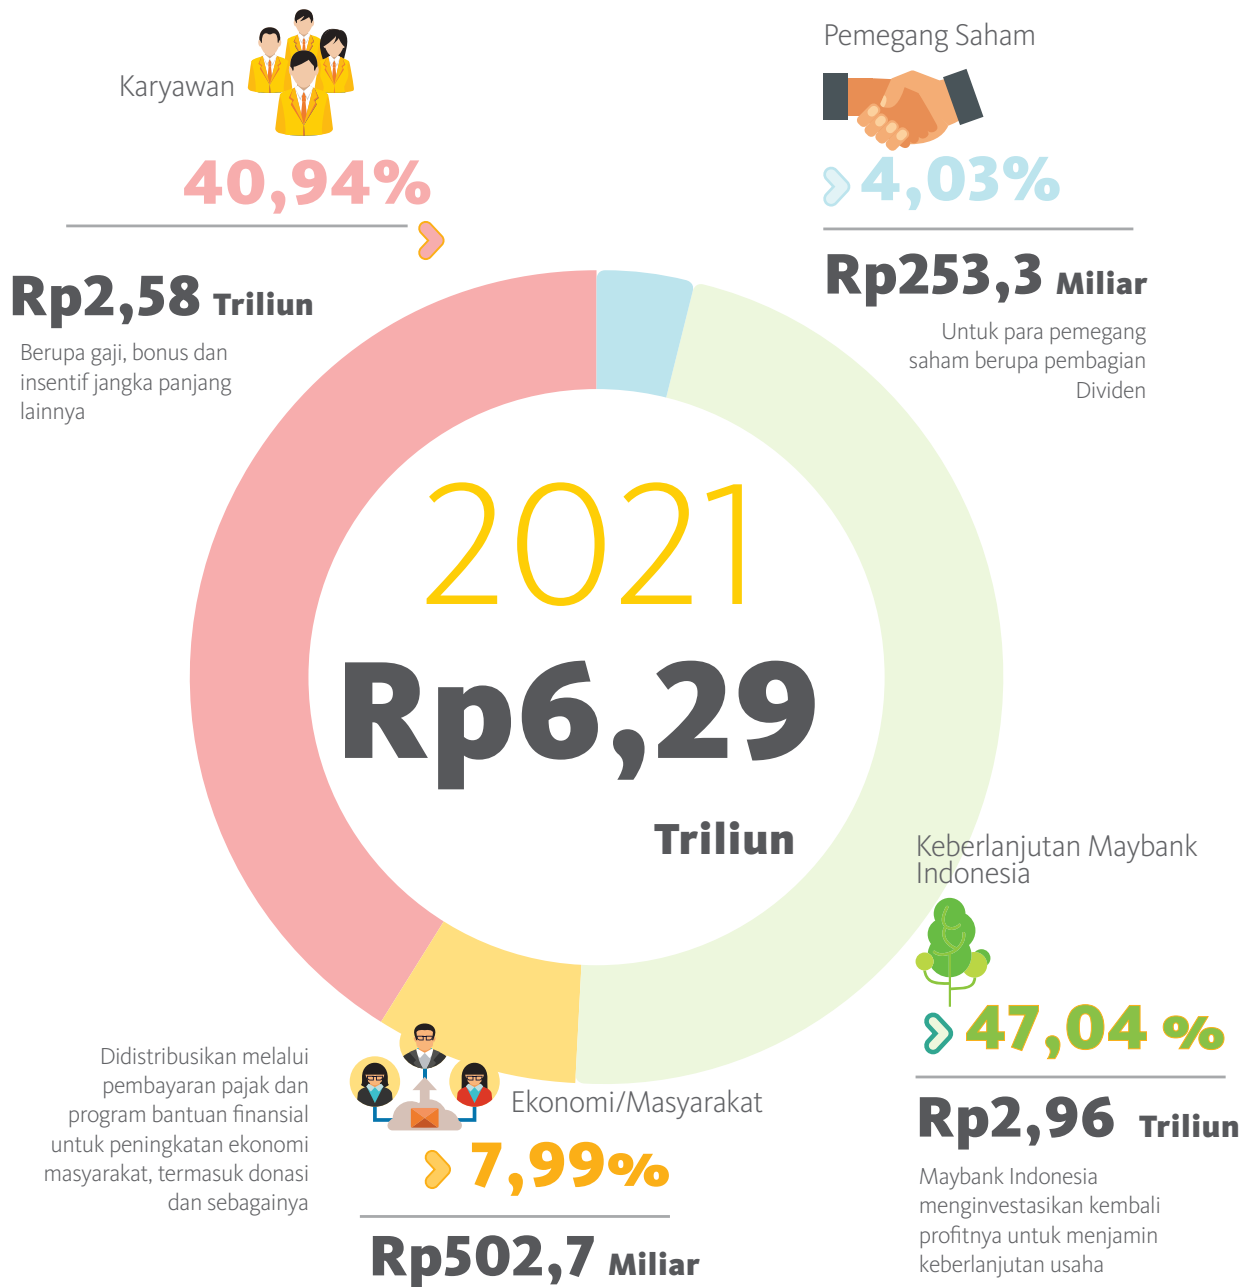 Karyawan
40,94%
Rp2,58 Triliun
Berupa gaji, bonus dan
insentif jangka panjang
lainnya
Pemegang Saham
4,03%
Rp253,3 Miliar
Untuk para pemegang
saham berupa pembagian
Dividen
2021
Rp6,29
Triliun
Keberlanjutan Maybank
Indonesia
47,04 %
Rp2,96 Triliun
Maybank Indonesia
menginvestasikan kembali
profitnya untuk menjamin
keberlanjutan usaha
Didistribusikan melalui
pembayaran pajak dan
program bantuan finansial
untuk peningkatan ekonomi
masyarakat, termasuk donasi
dan sebagainya
Ekonomi/Masyarakat
7,99%
Rp502,7 Miliar